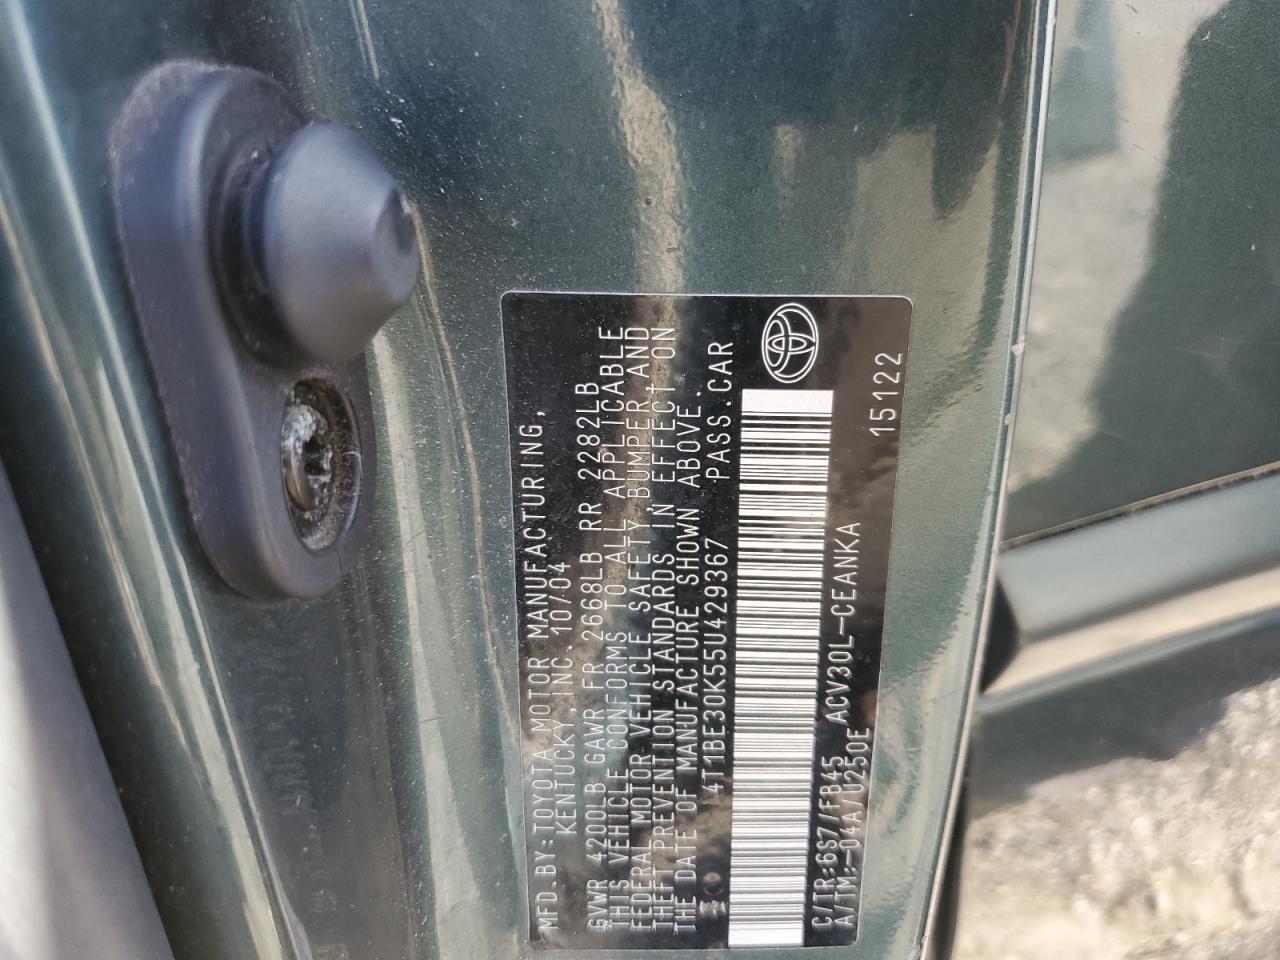 MFD.BY:TOYOTA MOTOR MANUFACTURING,
KENTUCKY,INC. 10/04
GVWR 4200LB GAWR FR 2668LB RR 2282LB
THIS VEHICLE CONFORMS TO ALL APPLICABLE
FEDERAL MOTOR VEHICLE SAFETY,BUMPER,AND
THEFT PREVENTION STANDARDS IN EFFECT ON
THE DATE OF MANUFACTURE SHOWN ABOVE.
4T1BE30K55U429367 PASS.CAR
C/TR:6S7/FB45 ACV30L-CEANKA
A/TM:-04A/U250E 15122